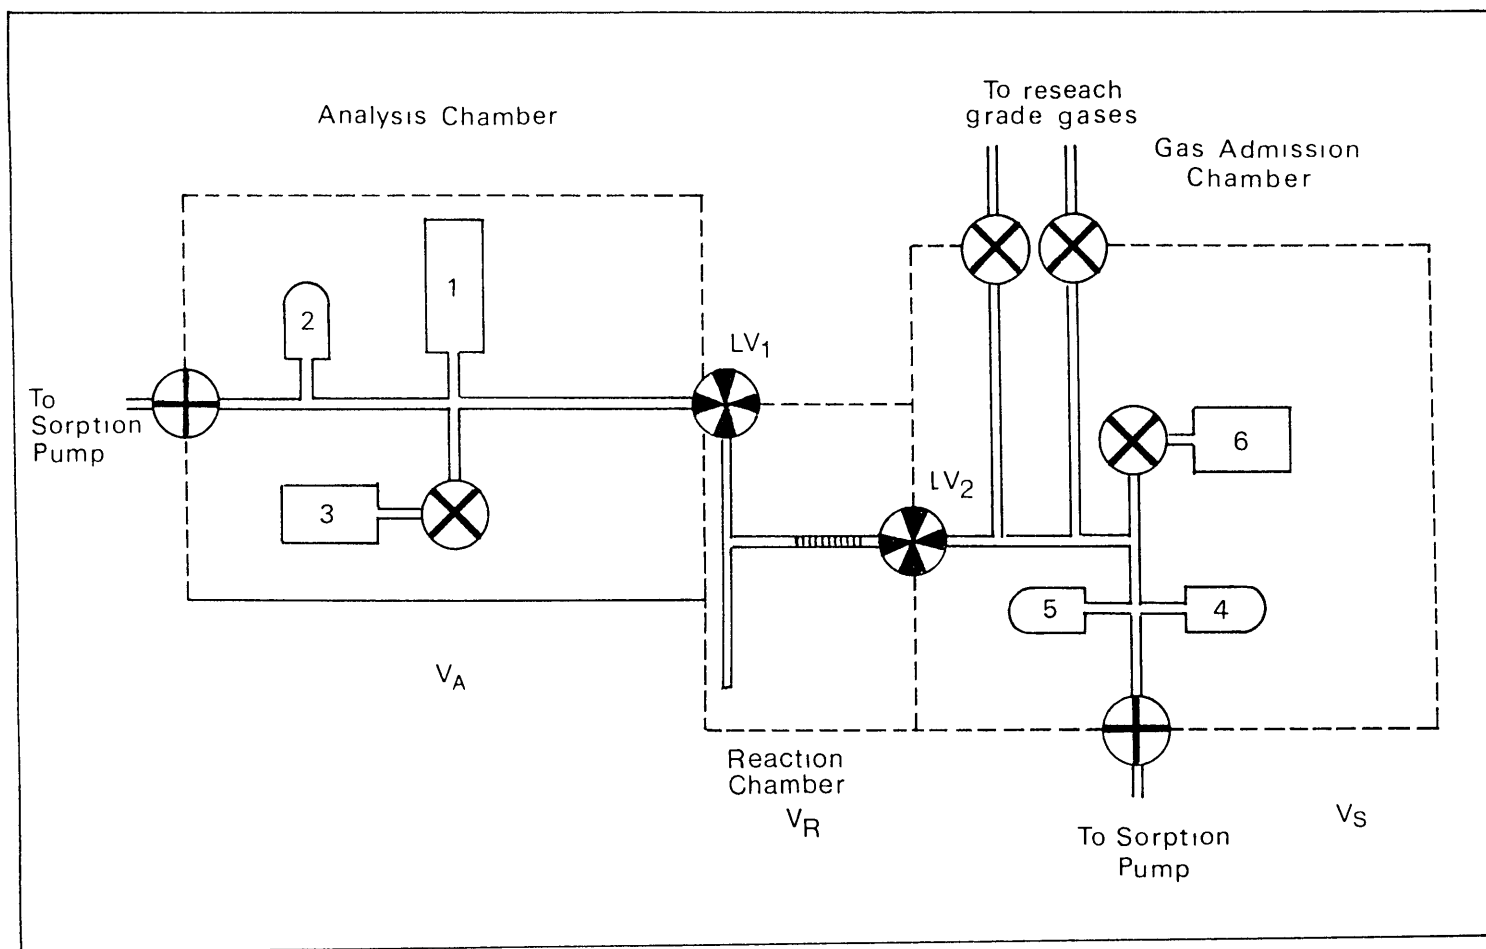 Analysis Chamber
To reseach
grade gases
Gas Admission
Chamber
1
2
LV1
To
Sorption
Pump
3
LV2
6
5
4
VA
Reaction
Chamber
VR
VS
To Sorption
Pump